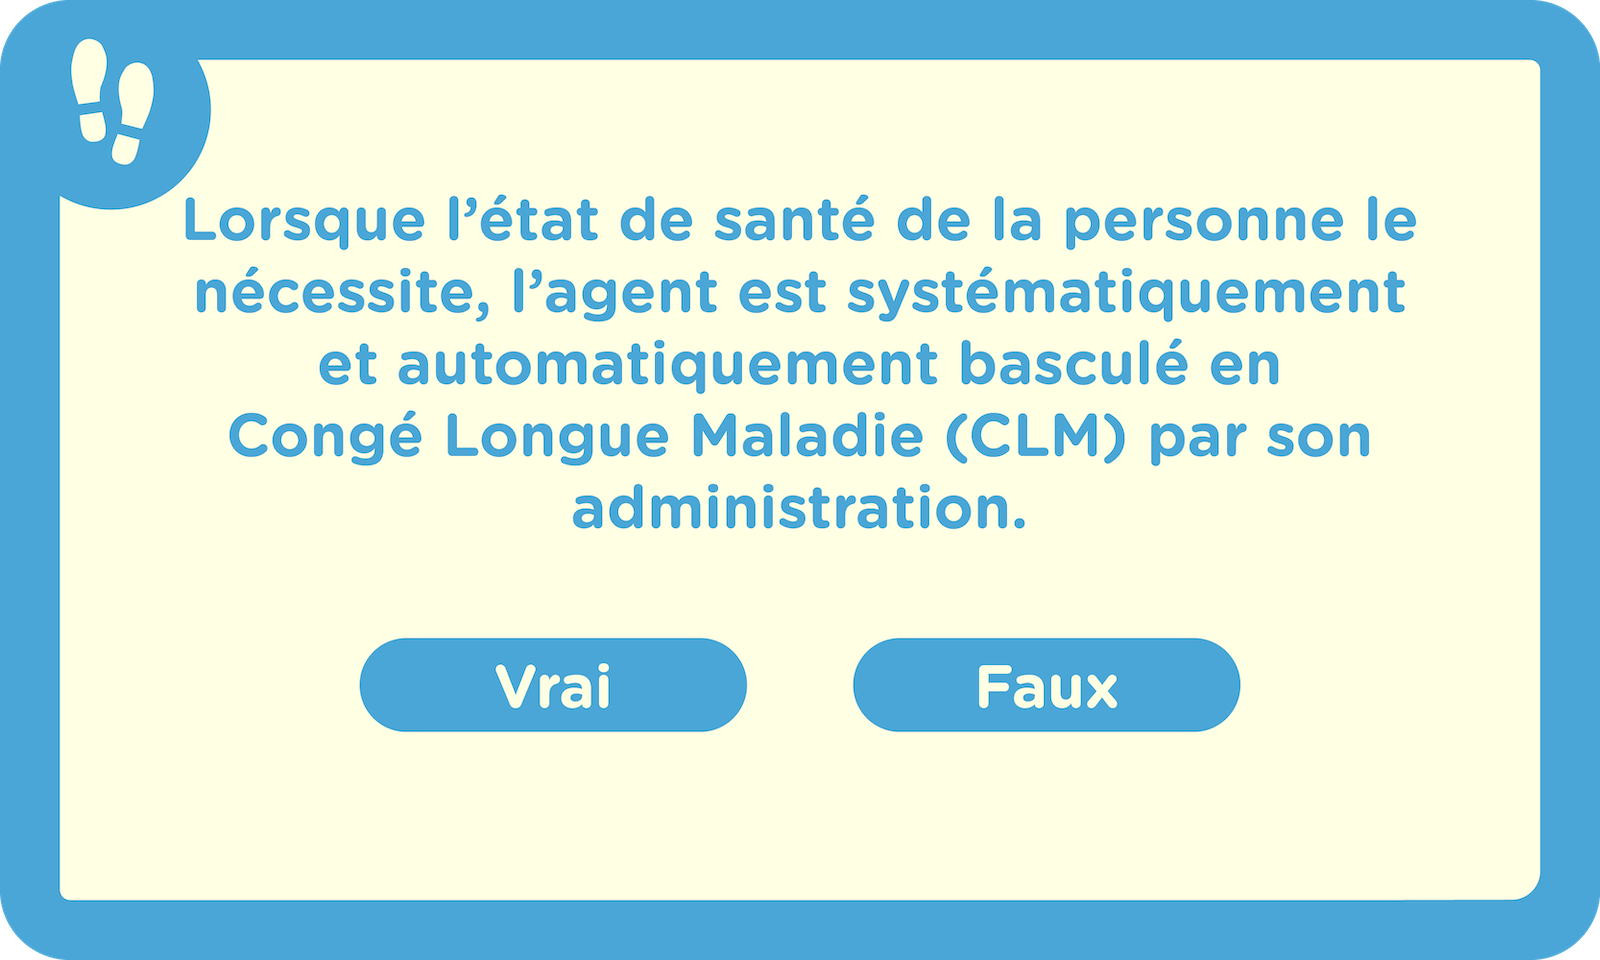 Lorsque l’état de santé de la personne le
nécessite, l’agent est systématiquement
et automatiquement basculé en
Congé Longue Maladie (CLM) par son
administration.
Vrai
Faux